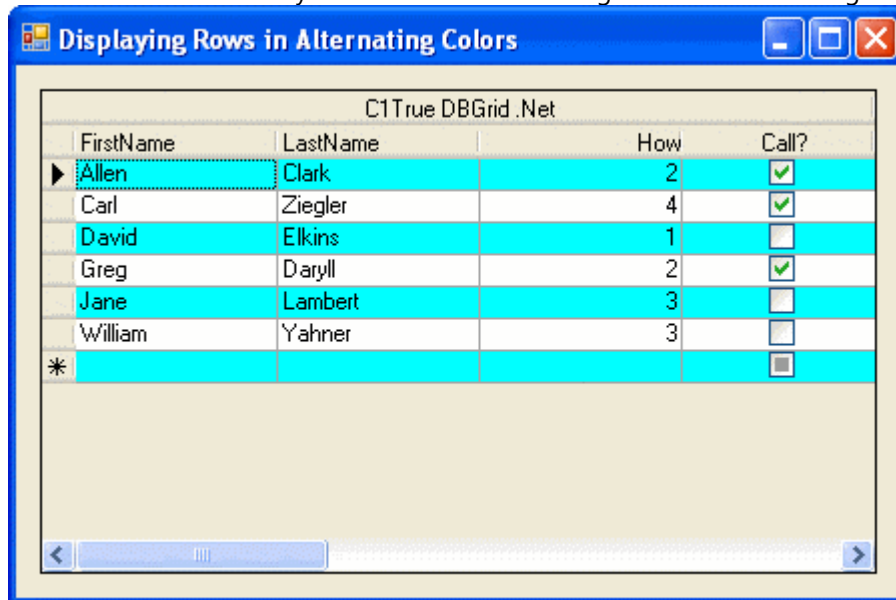 Displaying Rows in Alternating Colors
C1True DBGrid .Net
FirstName LastName How Call?
Allen Clark 2
Carl Ziegler 4
David Elkins 1
Greg Daryll 2
Jane Lambert 3
William Yahner 3